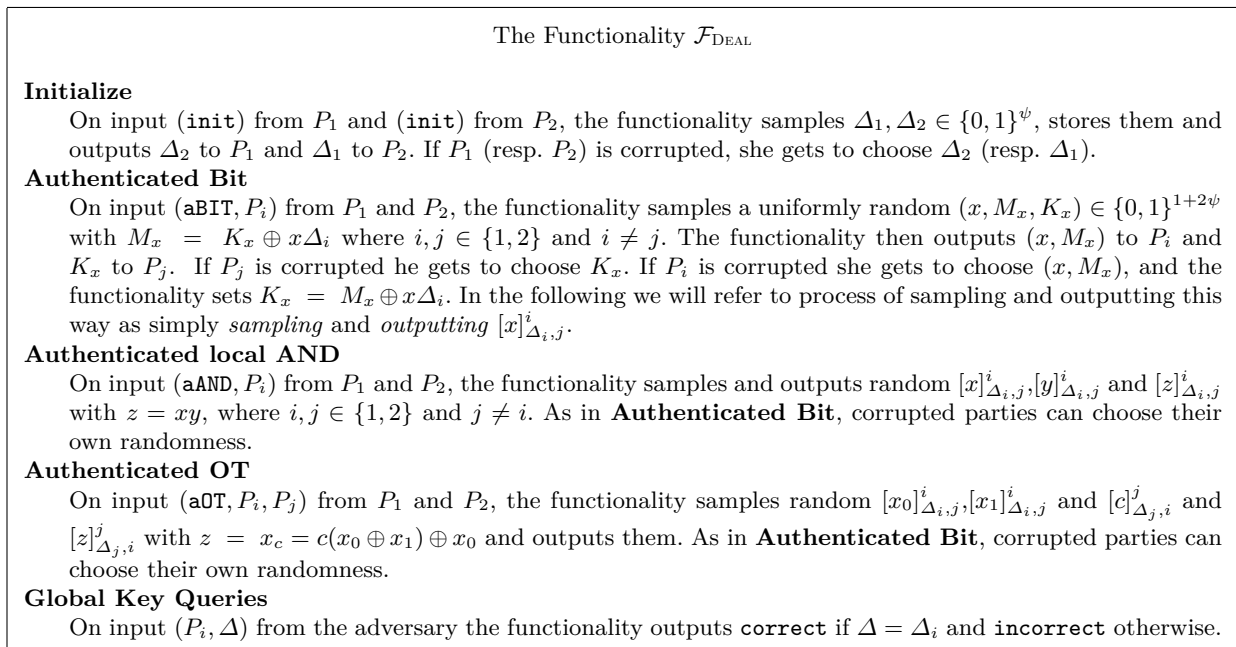 The Functionality 𝓕_DEAL
Initialize
On input (init) from P₁ and (init) from P₂, the functionality samples Δ₁, Δ₂ ∈ {0, 1}^ψ, stores them and
outputs Δ₂ to P₁ and Δ₁ to P₂. If P₁ (resp. P₂) is corrupted, she gets to choose Δ₂ (resp. Δ₁).
Authenticated Bit
On input (aBIT, P_i) from P₁ and P₂, the functionality samples a uniformly random (x, M_x, K_x) ∈ {0, 1}^{1+2ψ}
with M_x = K_x ⊕ xΔ_i where i, j ∈ {1, 2} and i ≠ j. The functionality then outputs (x, M_x) to P_i and
K_x to P_j. If P_j is corrupted he gets to choose K_x. If P_i is corrupted she gets to choose (x, M_x), and the
functionality sets K_x = M_x ⊕ xΔ_i. In the following we will refer to process of sampling and outputting this
way as simply sampling and outputting [x]^i_{Δ_i,j}.
Authenticated local AND
On input (aAND, P_i) from P₁ and P₂, the functionality samples and outputs random [x]^i_{Δ_i,j},[y]^i_{Δ_i,j} and [z]^i_{Δ_i,j}
with z = xy, where i, j ∈ {1, 2} and j ≠ i. As in Authenticated Bit, corrupted parties can choose their
own randomness.
Authenticated OT
On input (aOT, P_i, P_j) from P₁ and P₂, the functionality samples random [x₀]^i_{Δ_i,j},[x₁]^i_{Δ_i,j} and [c]^j_{Δ_j,i} and
[z]^j_{Δ_j,i} with z = x_c = c(x₀ ⊕ x₁) ⊕ x₀ and outputs them. As in Authenticated Bit, corrupted parties can
choose their own randomness.
Global Key Queries
On input (P_i, Δ) from the adversary the functionality outputs correct if Δ = Δ_i and incorrect otherwise.